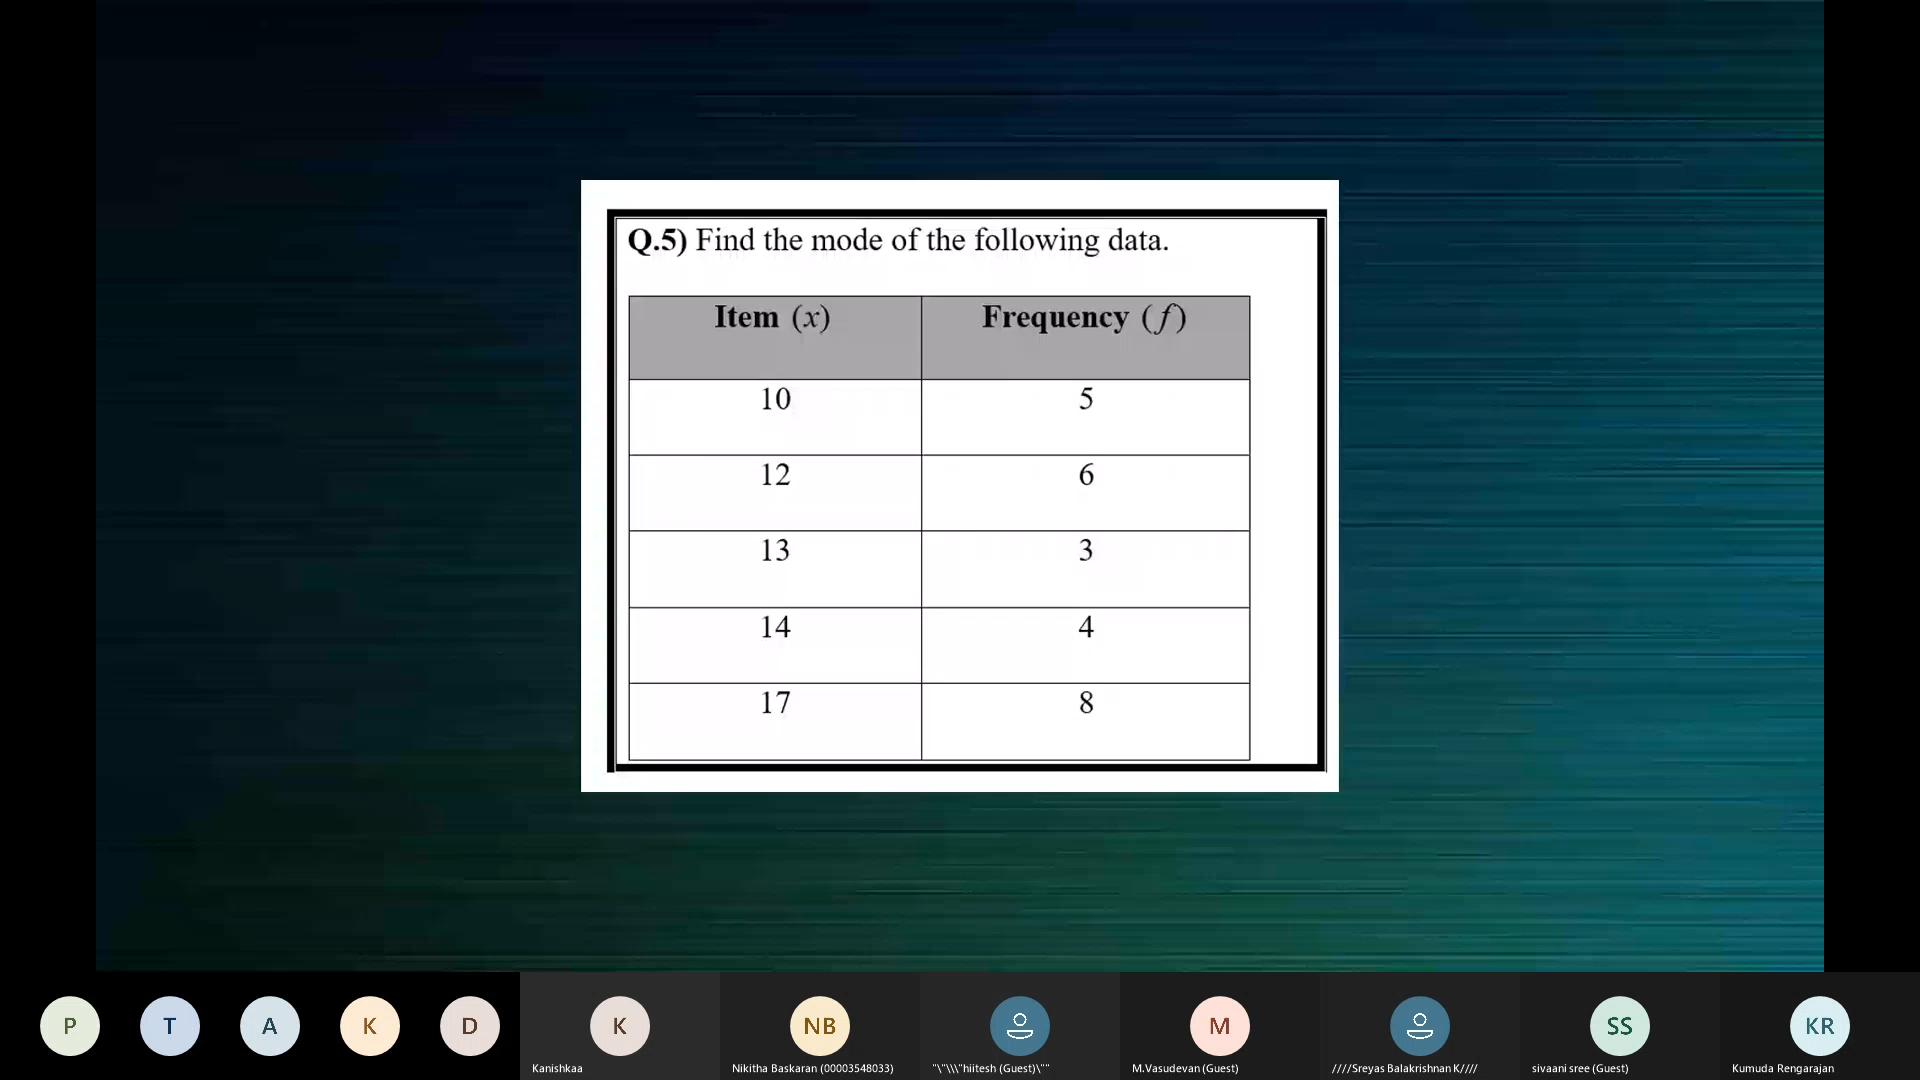 Q.5) Find the mode of the following data.
Item (x) Frequency (f)
10 5
12 6
13 3
14 4
17 8
P T A K D K NB M SS KR
Kanishkaa Nikitha Baskaran (00003548033) "\"\\\"hiitesh (Guest)\"" M.Vasudevan (Guest) ////Sreyas Balakrishnan K//// sivaani sree (Guest) Kumuda Rengarajan